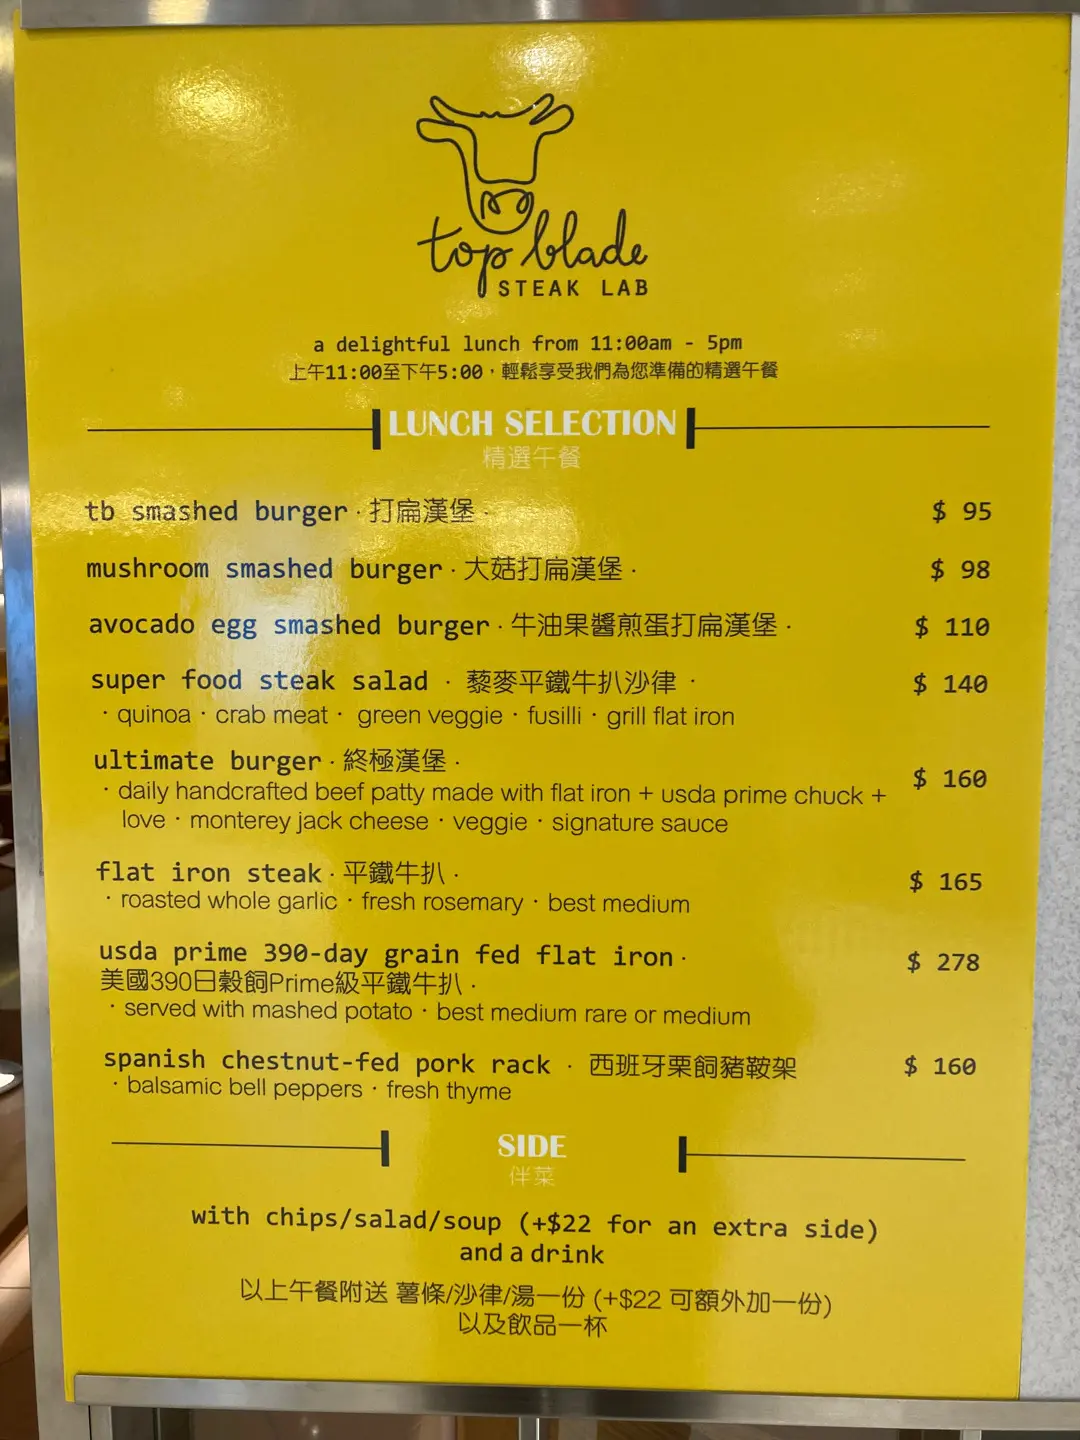 top blade
STEAK LAB
a delightful lunch from 11:00am - 5pm
上午11:00至下午5:00，輕鬆享受我們為您準備的精選午餐
LUNCH SELECTION
精選午餐
tb smashed burger · 打扁漢堡 · $ 95
mushroom smashed burger · 大菇打扁漢堡 · $ 98
avocado egg smashed burger · 牛油果醬煎蛋打扁漢堡 · $ 110
super food steak salad · 藜麥平鐵牛扒沙律 · $ 140
· quinoa · crab meat · green veggie · fusilli · grill flat iron
ultimate burger · 終極漢堡 · $ 160
· daily handcrafted beef patty made with flat iron + usda prime chuck +
love · monterey jack cheese · veggie · signature sauce
flat iron steak · 平鐵牛扒 · $ 165
· roasted whole garlic · fresh rosemary · best medium
usda prime 390-day grain fed flat iron · $ 278
美國390日穀飼Prime級平鐵牛扒 ·
· served with mashed potato · best medium rare or medium
spanish chestnut-fed pork rack · 西班牙栗飼豬鞍架 $ 160
· balsamic bell peppers · fresh thyme
SIDE
伴菜
with chips/salad/soup (+$22 for an extra side)
and a drink
以上午餐附送 薯條/沙律/湯一份 (+$22 可額外加一份)
以及飲品一杯